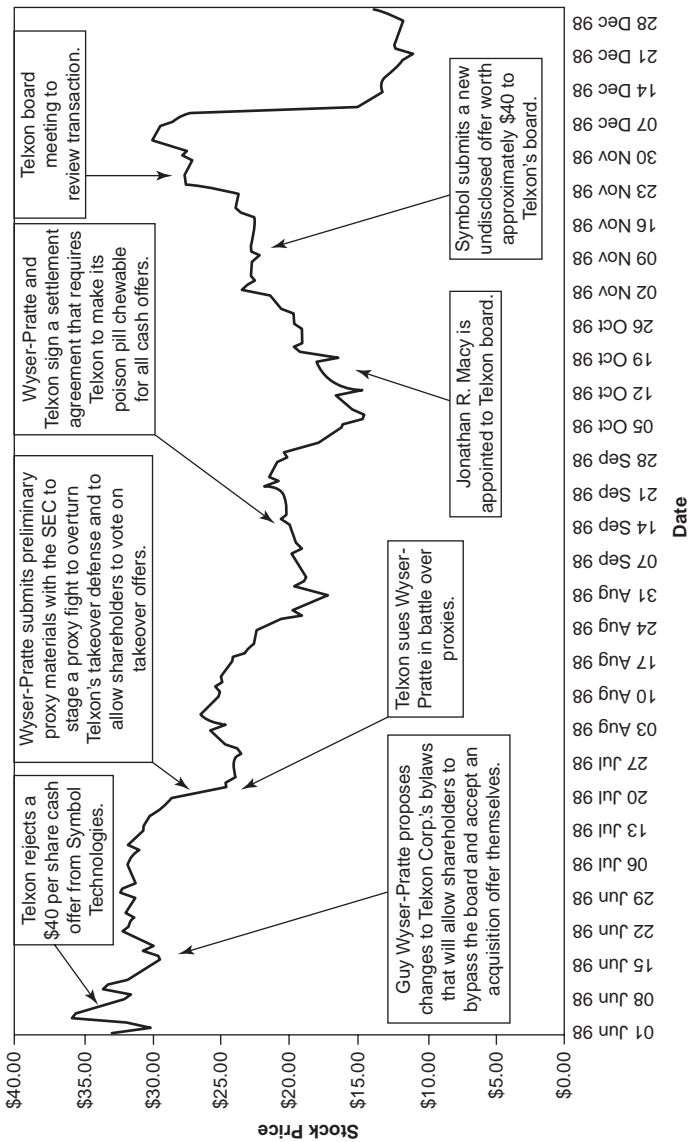 $40.00
$35.00
$30.00
$25.00
$20.00
$15.00
$10.00
$5.00
$0.00
Stock Price
Telxon rejects a
$40 per share cash
offer from Symbol
Technologies.
Wyser-Pratte submits preliminary
proxy materials with the SEC to
stage a proxy fight to overturn
Telxon's takeover defense and to
allow shareholders to vote on
takeover offers.
Wyser-Pratte and
Telxon sign a settlement
agreement that requires
Telxon to make its
poison pill chewable
for all cash offers.
Telxon board
meeting to
review transaction.
Guy Wyser-Pratte proposes
changes to Telxon Corp.'s bylaws
that will allow shareholders to
bypass the board and accept an
acquisition offer themselves.
Telxon sues Wyser-
Pratte in battle over
proxies.
Jonathan R. Macy is
appointed to Telxon board.
Symbol submits a new
undisclosed offer worth
approximately $40 to
Telxon's board.
01 Jun 98
08 Jun 98
15 Jun 98
22 Jun 98
29 Jun 98
06 Jul 98
13 Jul 98
20 Jul 98
27 Jul 98
03 Aug 98
10 Aug 98
17 Aug 98
24 Aug 98
31 Aug 98
07 Sep 98
14 Sep 98
21 Sep 98
28 Sep 98
05 Oct 98
12 Oct 98
19 Oct 98
26 Oct 98
02 Nov 98
09 Nov 98
16 Nov 98
23 Nov 98
30 Nov 98
07 Dec 98
14 Dec 98
21 Dec 98
28 Dec 98
Date